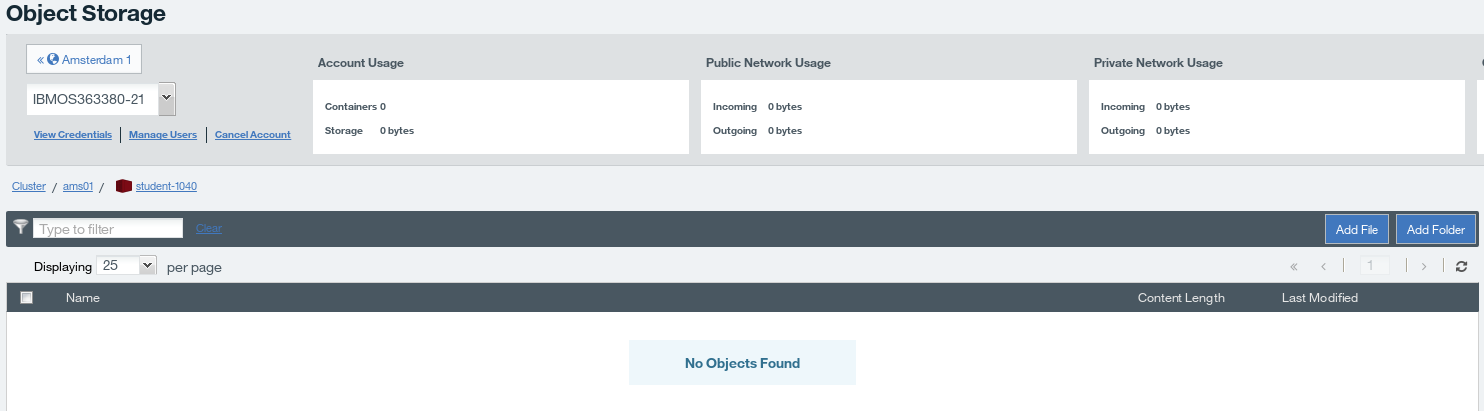 Object Storage
« Amsterdam 1
IBMOS363380-21
View Credentials Manage Users Cancel Account
Account Usage
Containers 0
Storage 0 bytes
Public Network Usage
Incoming 0 bytes
Outgoing 0 bytes
Private Network Usage
Incoming 0 bytes
Outgoing 0 bytes
Cluster / ams01 / student-1040
Type to filter Clear Add File Add Folder
Displaying 25 per page « ‹ 1 ›
Name Content Length Last Modified
No Objects Found